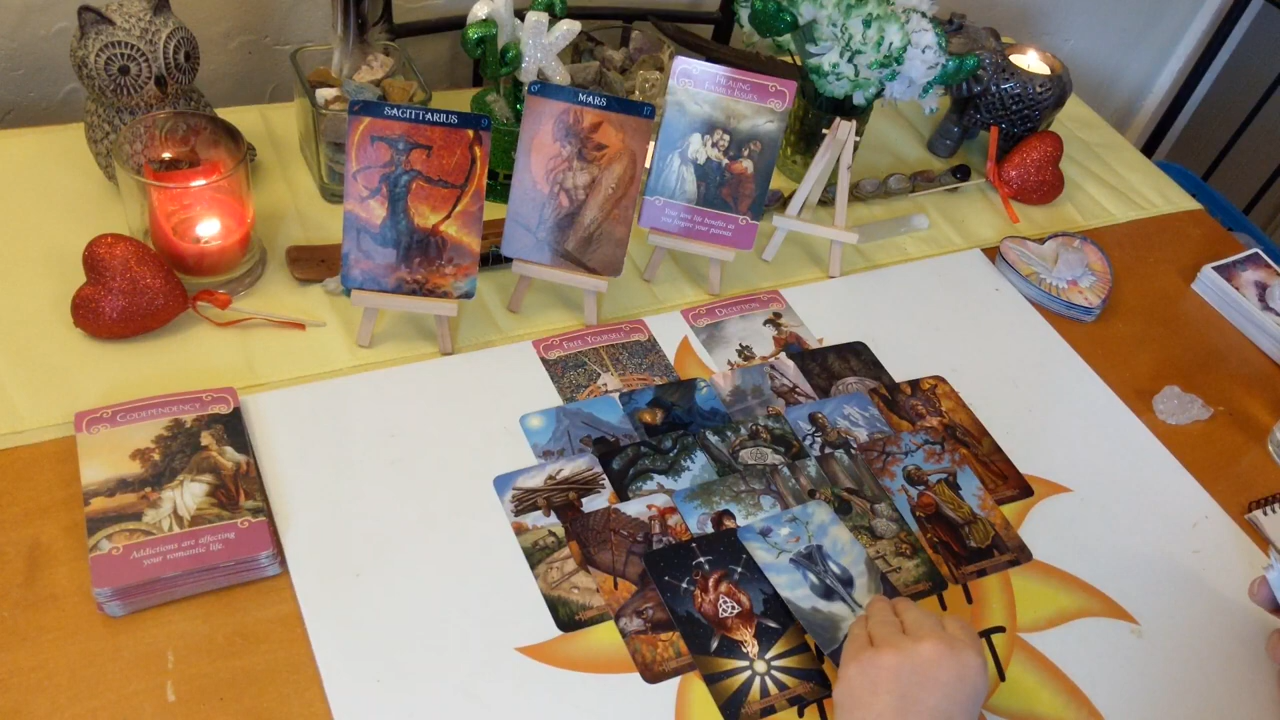 SAGITTARIUS 9
♂ MARS 17
HEALING
FAMILY ISSUES
Your love life benefits as
you forgive your parents.
FREE YOURSELF
DECEPTION
CODEPENDENCY
Addictions are affecting
your romantic life.